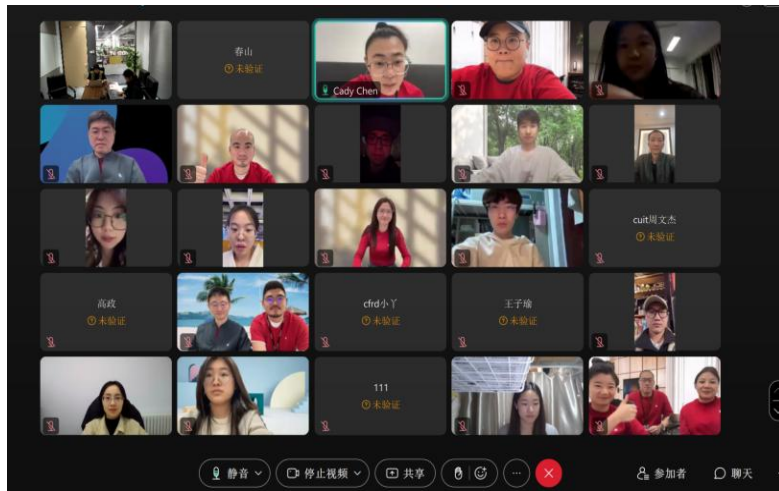 春山
未验证
Cady Chen
cuit周文杰
未验证
高政
未验证
cfrd小丫
未验证
王子瑜
未验证
111
未验证
静音
停止视频
共享
参加者
聊天